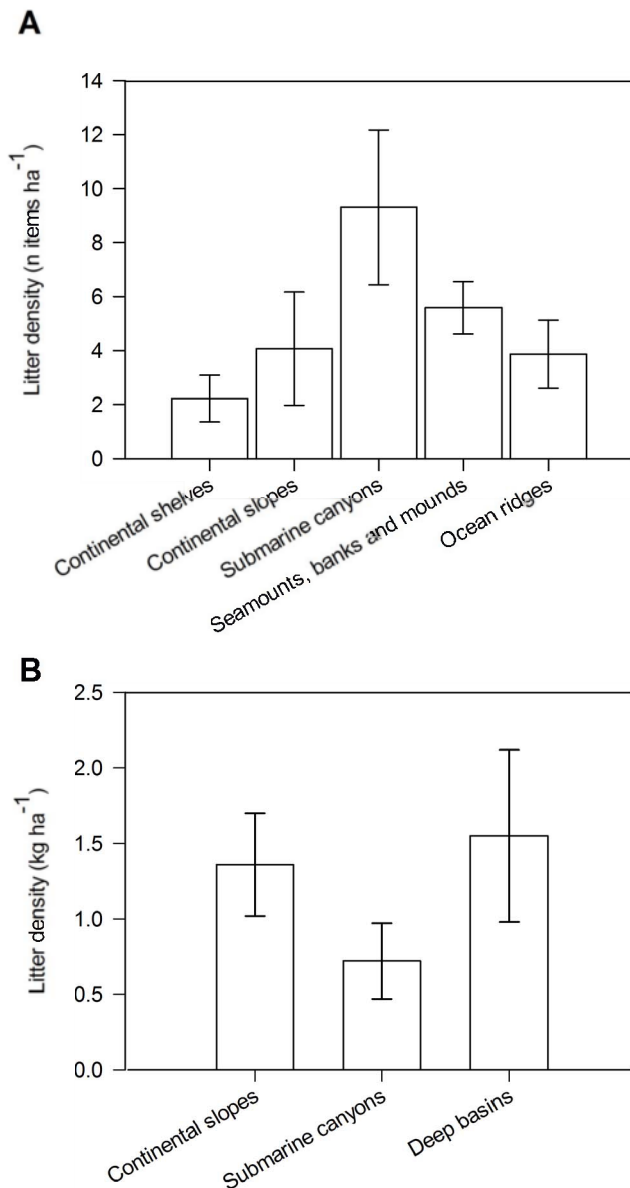 A
Litter density (n items ha-1)
14
12
10
8
6
4
2
0
Continental shelves
Continental slopes
Submarine canyons
Seamounts, banks and mounds
Ocean ridges
B
Litter density (kg ha-1)
2.5
2.0
1.5
1.0
0.5
0.0
Continental slopes
Submarine canyons
Deep basins